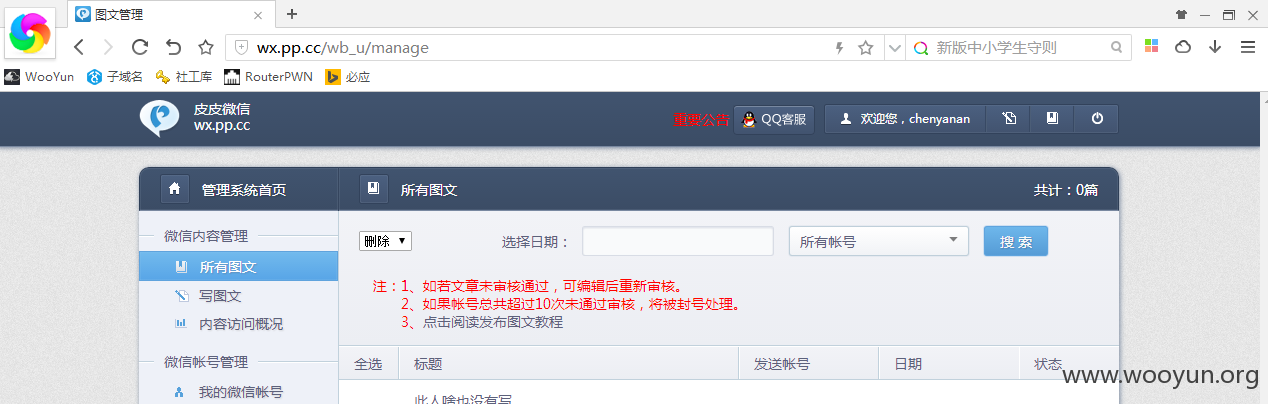 图文管理
wx.pp.cc/wb_u/manage
新版中小学生守则
WooYun 子域名 社工库 RouterPWN 必应
皮皮微信
wx.pp.cc
重要公告 QQ客服 欢迎您，chenyanan
管理系统首页 所有图文 共计：0篇
微信内容管理
删除 选择日期： 所有帐号 搜 索
所有图文
写图文
内容访问概况
微信帐号管理
我的微信帐号
注：1、如若文章未审核通过，可编辑后重新审核。
2、如果帐号总共超过10次未通过审核，将被封号处理。
3、点击阅读发布图文教程
全选 标题 发送帐号 日期 状态
此人啥也没有写
www.wooyun.org